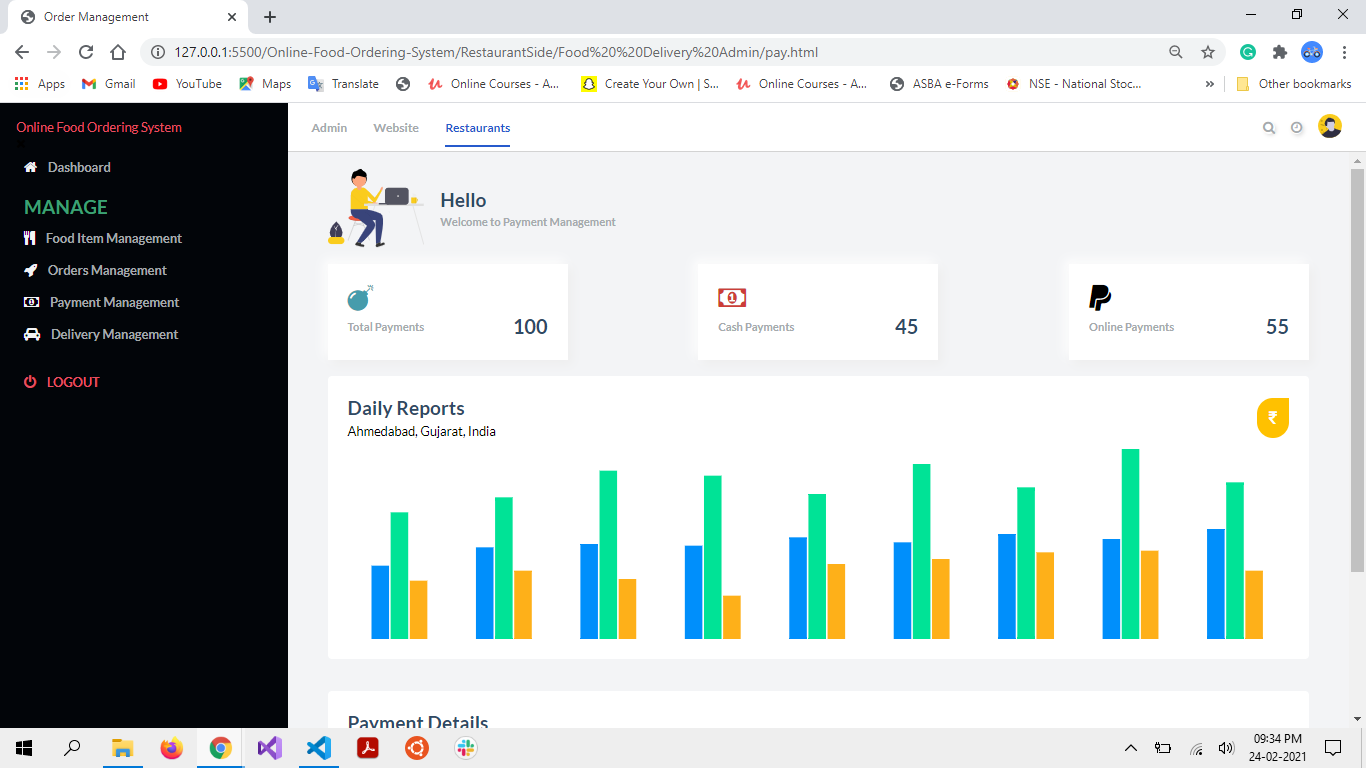 Order Management
127.0.0.1:5500/Online-Food-Ordering-System/RestaurantSide/Food%20%20Delivery%20Admin/pay.html
Apps Gmail YouTube Maps Translate Online Courses - A... Create Your Own | S... Online Courses - A... ASBA e-Forms NSE - National Stoc... » Other bookmarks
Online Food Ordering System
Dashboard
MANAGE
Food Item Management
Orders Management
Payment Management
Delivery Management
LOGOUT
Admin Website Restaurants
Hello
Welcome to Payment Management
Total Payments 100
1
Cash Payments 45
Online Payments 55
Daily Reports
Ahmedabad, Gujarat, India
₹
Payment Details
09:34 PM
24-02-2021